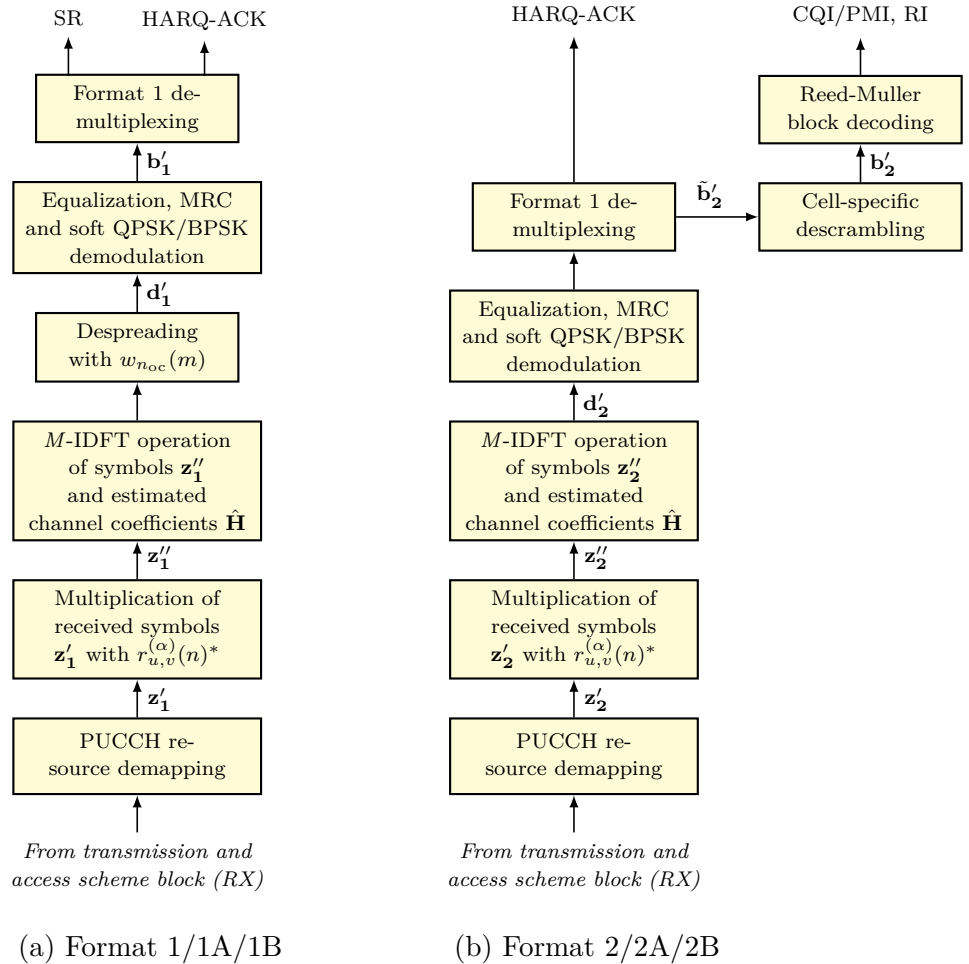 SR
HARQ-ACK
Format 1 de-
multiplexing
b′₁
Equalization, MRC
and soft QPSK/BPSK
demodulation
d′₁
Despreading
with w_{n_{oc}}(m)
M-IDFT operation
of symbols z″₁
and estimated
channel coefficients Ĥ
z″₁
Multiplication of
received symbols
z′₁ with r_{u,v}^{(α)}(n)*
z′₁
PUCCH re-
source demapping
From transmission and
access scheme block (RX)
(a) Format 1/1A/1B
HARQ-ACK
CQI/PMI, RI
Reed-Muller
block decoding
b′₂
Format 1 de-
multiplexing
b̃′₂
Cell-specific
descrambling
Equalization, MRC
and soft QPSK/BPSK
demodulation
d′₂
M-IDFT operation
of symbols z″₂
and estimated
channel coefficients Ĥ
z″₂
Multiplication of
received symbols
z′₂ with r_{u,v}^{(α)}(n)*
z′₂
PUCCH re-
source demapping
From transmission and
access scheme block (RX)
(b) Format 2/2A/2B